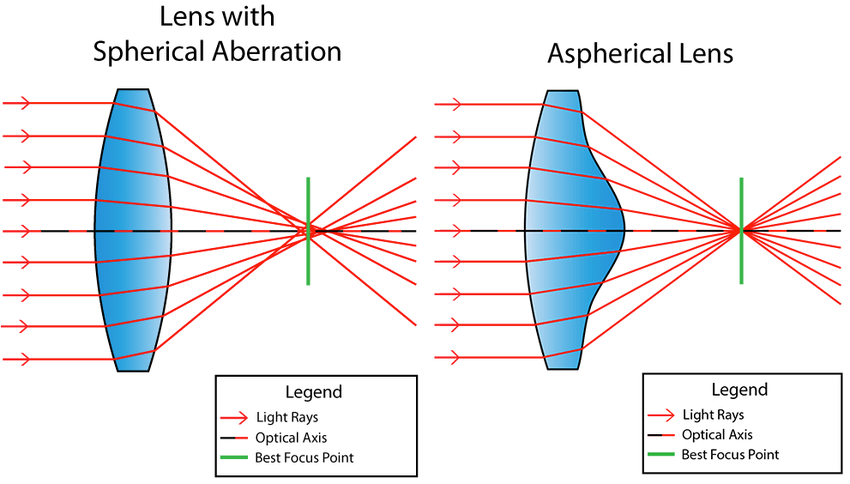 Lens with
Spherical Aberration
Aspherical Lens
Legend
Light Rays
Optical Axis
Best Focus Point
Legend
Light Rays
Optical Axis
Best Focus Point